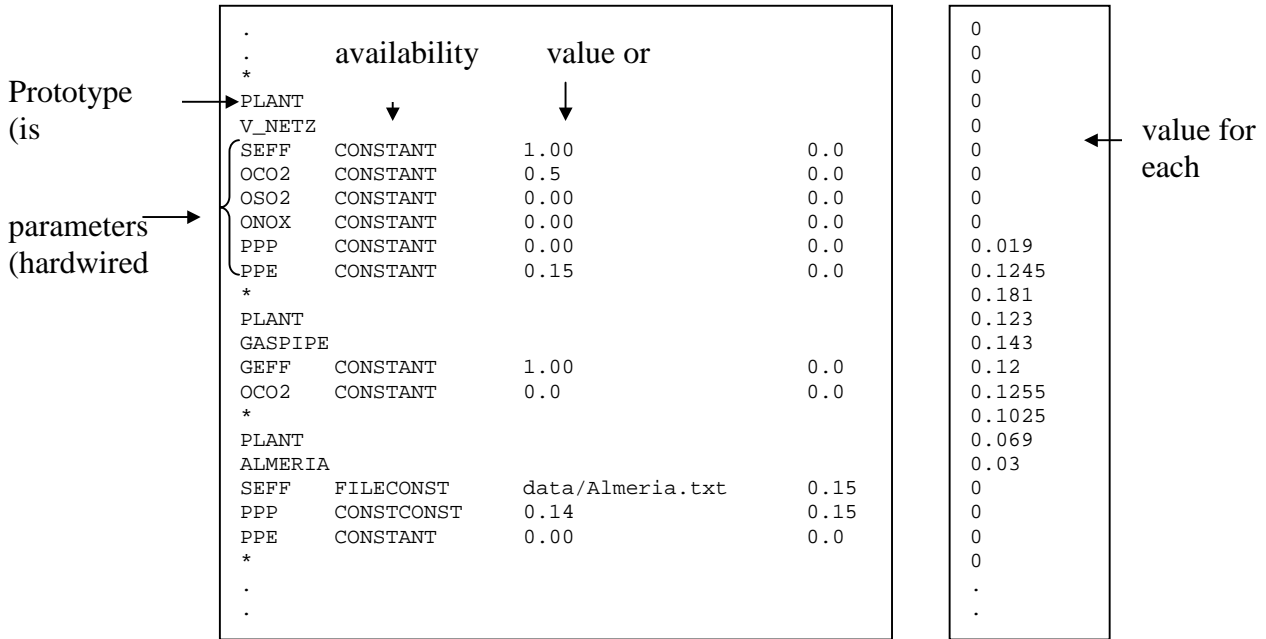 .
. availability value or
*
Prototype
(is
PLANT
V_NETZ
SEFF CONSTANT 1.00 0.0
OCO2 CONSTANT 0.5 0.0
OSO2 CONSTANT 0.00 0.0
ONOX CONSTANT 0.00 0.0
PPP CONSTANT 0.00 0.0
PPE CONSTANT 0.15 0.0
parameters
(hardwired
*
PLANT
GASPIPE
GEFF CONSTANT 1.00 0.0
OCO2 CONSTANT 0.0 0.0
*
PLANT
ALMERIA
SEFF FILECONST data/Almeria.txt 0.15
PPP CONSTCONST 0.14 0.15
PPE CONSTANT 0.00 0.0
*
.
.
0
0
0
0
0
0
0
0
0
0.019
0.1245
0.181
0.123
0.143
0.12
0.1255
0.1025
0.069
0.03
0
0
0
0
.
.
value for
each